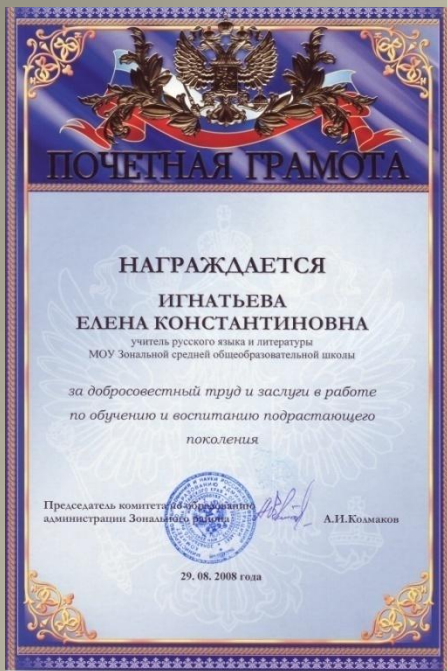 ПОЧЕТНАЯ ГРАМОТА
НАГРАЖДАЕТСЯ
ИГНАТЬЕВА
ЕЛЕНА КОНСТАНТИНОВНА
учитель русского языка и литературы
МОУ Зональной средней общеобразовательной школы
за добросовестный труд и заслуги в работе
по обучению и воспитанию подрастающего
поколения
Председатель комитета по образованию
администрации Зонального района А.И.Колмаков
29. 08. 2008 года